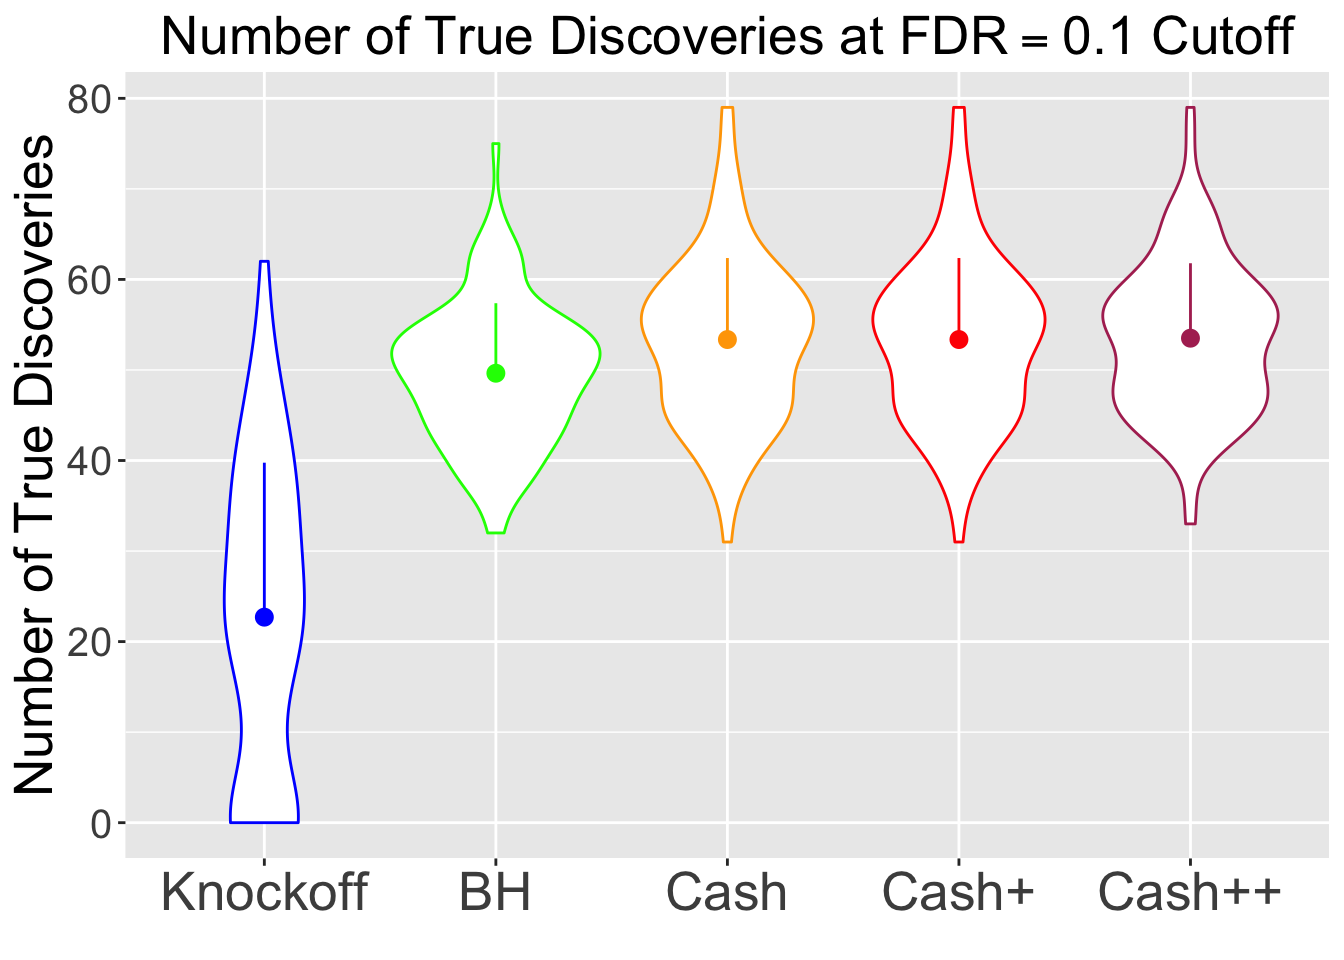 Number of True Discoveries at FDR = 0.1 Cutoff
Number of True Discoveries
80
60
40
20
0
Knockoff BH Cash Cash+ Cash++